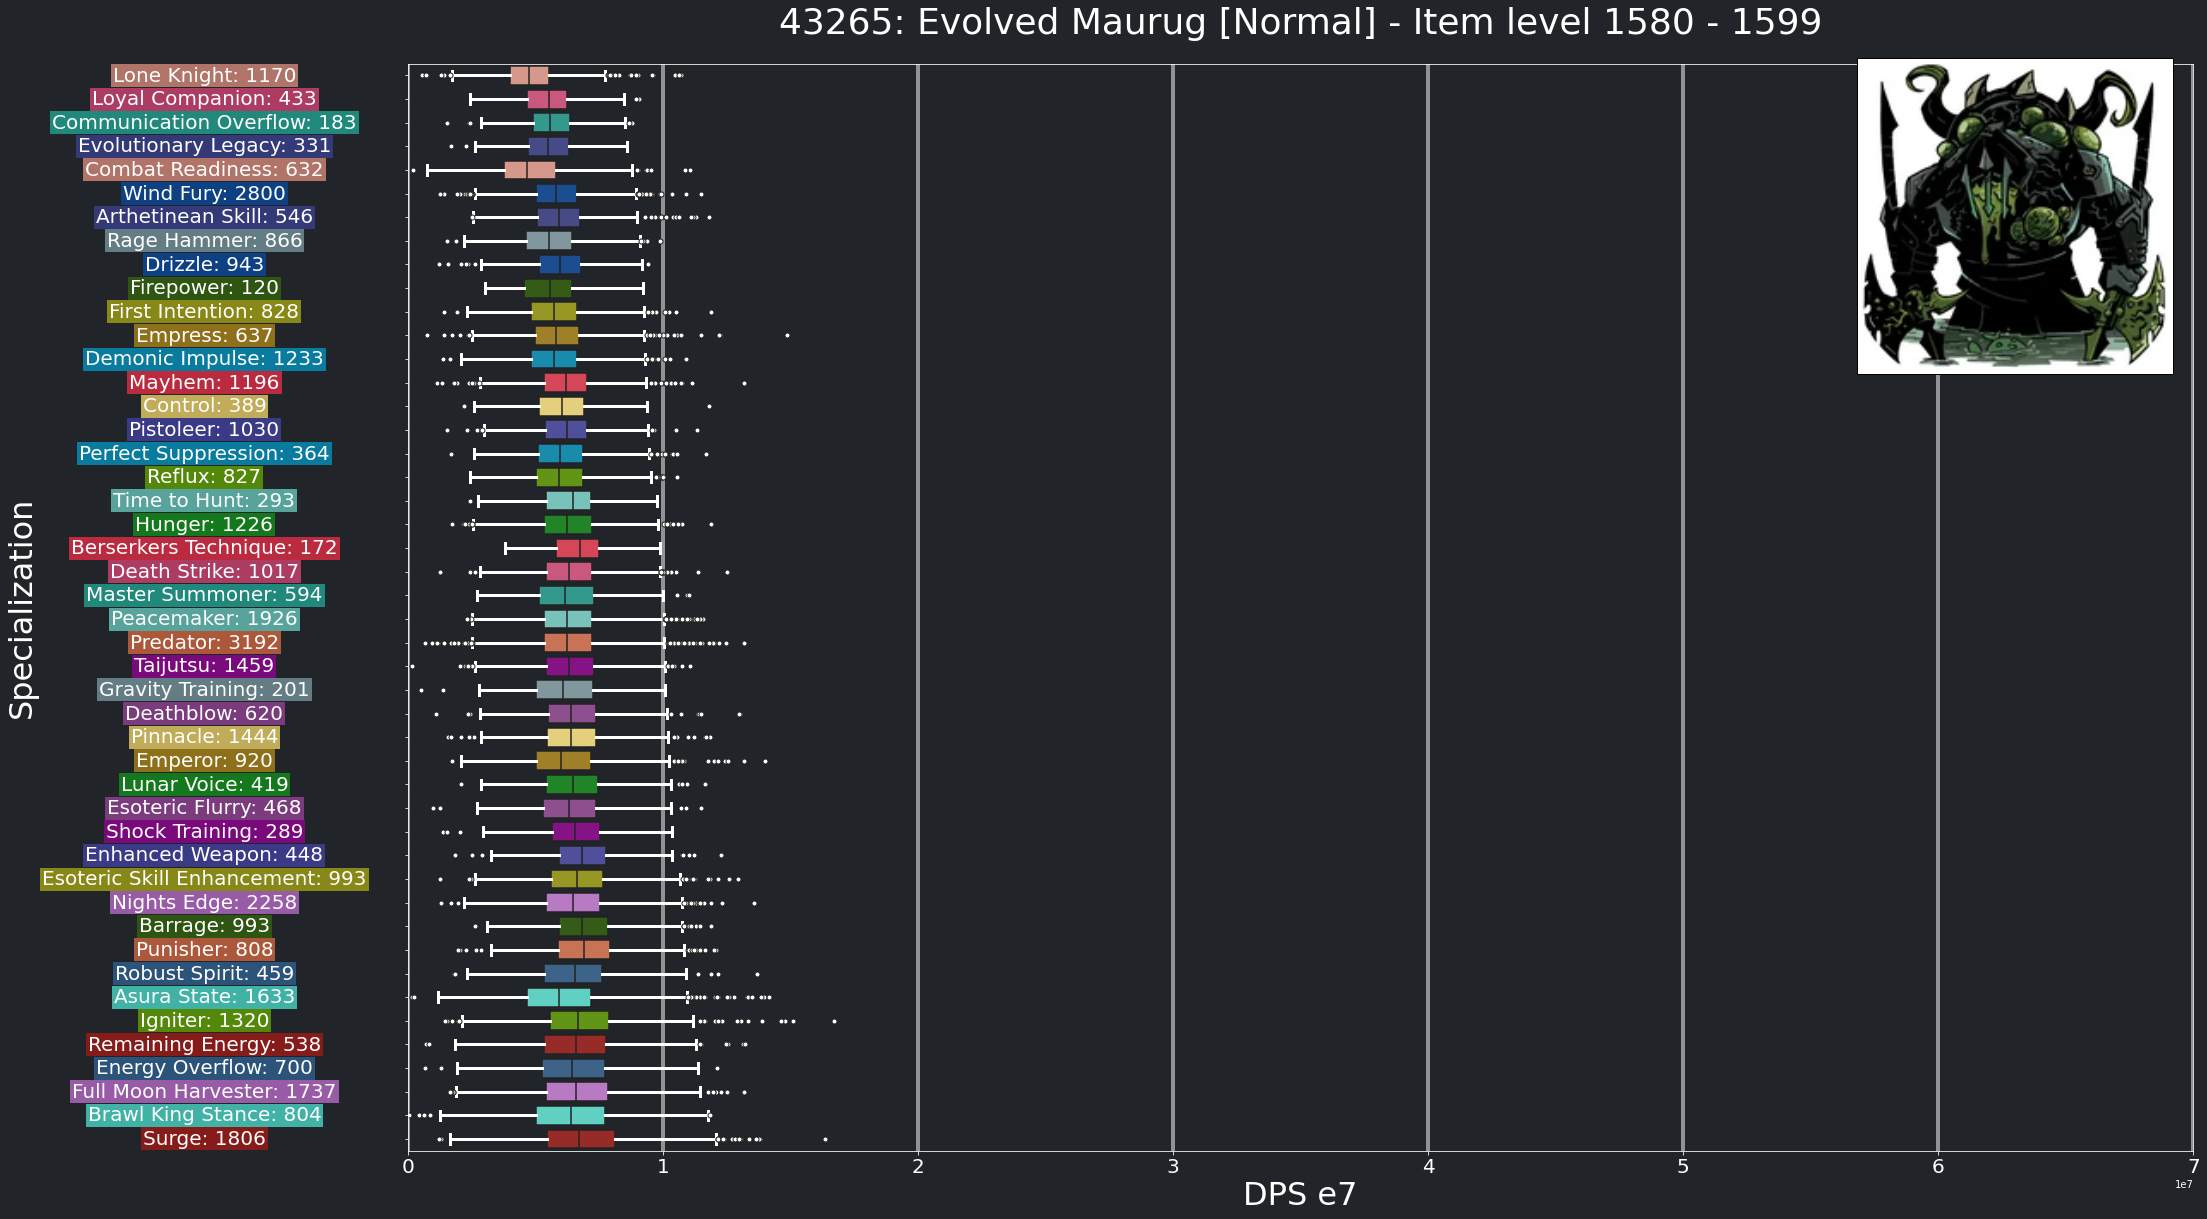 43265: Evolved Maurug [Normal] - Item level 1580 - 1599
Specialization
Lone Knight: 1170
Loyal Companion: 433
Communication Overflow: 183
Evolutionary Legacy: 331
Combat Readiness: 632
Wind Fury: 2800
Arthetinean Skill: 546
Rage Hammer: 866
Drizzle: 943
Firepower: 120
First Intention: 828
Empress: 637
Demonic Impulse: 1233
Mayhem: 1196
Control: 389
Pistoleer: 1030
Perfect Suppression: 364
Reflux: 827
Time to Hunt: 293
Hunger: 1226
Berserkers Technique: 172
Death Strike: 1017
Master Summoner: 594
Peacemaker: 1926
Predator: 3192
Taijutsu: 1459
Gravity Training: 201
Deathblow: 620
Pinnacle: 1444
Emperor: 920
Lunar Voice: 419
Esoteric Flurry: 468
Shock Training: 289
Enhanced Weapon: 448
Esoteric Skill Enhancement: 993
Nights Edge: 2258
Barrage: 993
Punisher: 808
Robust Spirit: 459
Asura State: 1633
Igniter: 1320
Remaining Energy: 538
Energy Overflow: 700
Full Moon Harvester: 1737
Brawl King Stance: 804
Surge: 1806
0 1 2 3 4 5 6 7
1e7
DPS e7